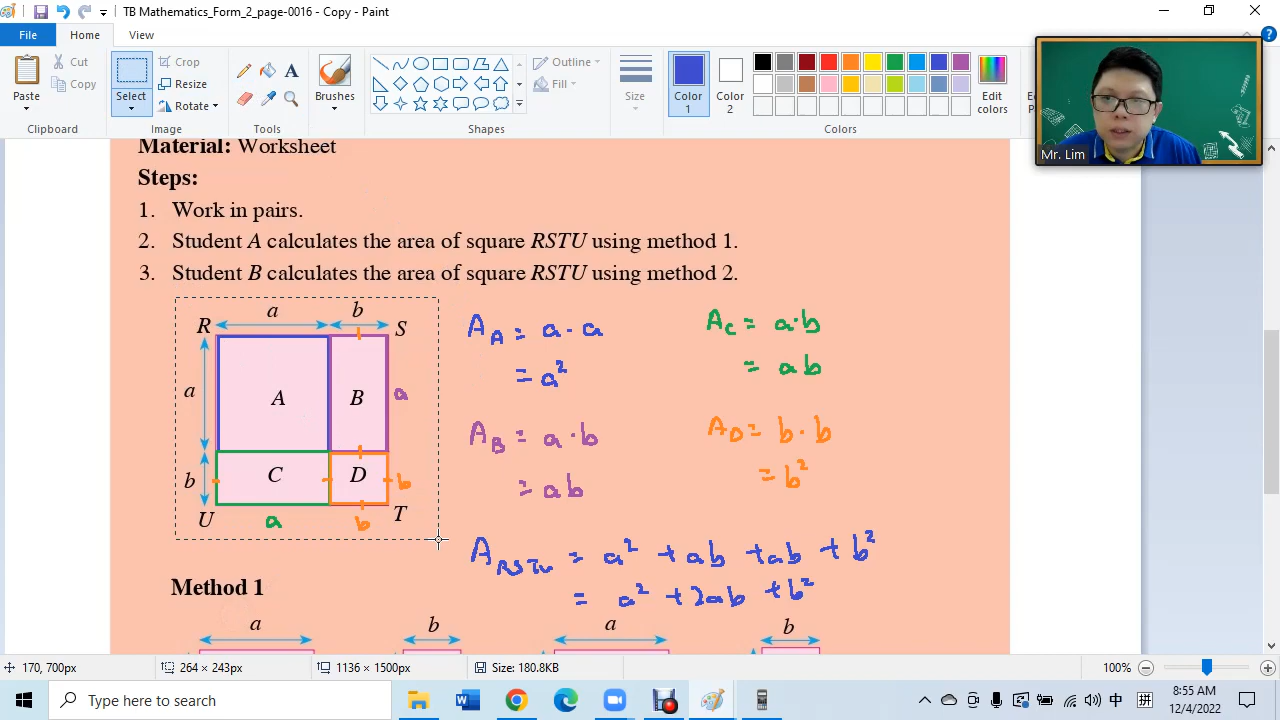 TB Mathematics_Form_2_page-0016 - Copy - Paint
File Home View
Paste Cut Copy Clipboard
Select Crop Resize Rotate Image
A Tools
Brushes
Shapes Outline Fill
Size
Color 1 Color 2 Colors Edit colors
Mr. Lim
Material: Worksheet
Steps:
1. Work in pairs.
2. Student A calculates the area of square RSTU using method 1.
3. Student B calculates the area of square RSTU using method 2.
a b
R S
a A B a
b C D b
U a b T
A_A = a · a
= a²
A_B = a · b
= ab
A_C = a·b
= ab
A_D = b · b
= b²
A_RSTU = a² + ab + ab + b²
= a² + 2ab + b²
Method 1
a b a b
170, 700px 264 × 243px 1136 × 1500px Size: 180.8KB 100%
Type here to search
中 拼
8:55 AM
12/4/2022